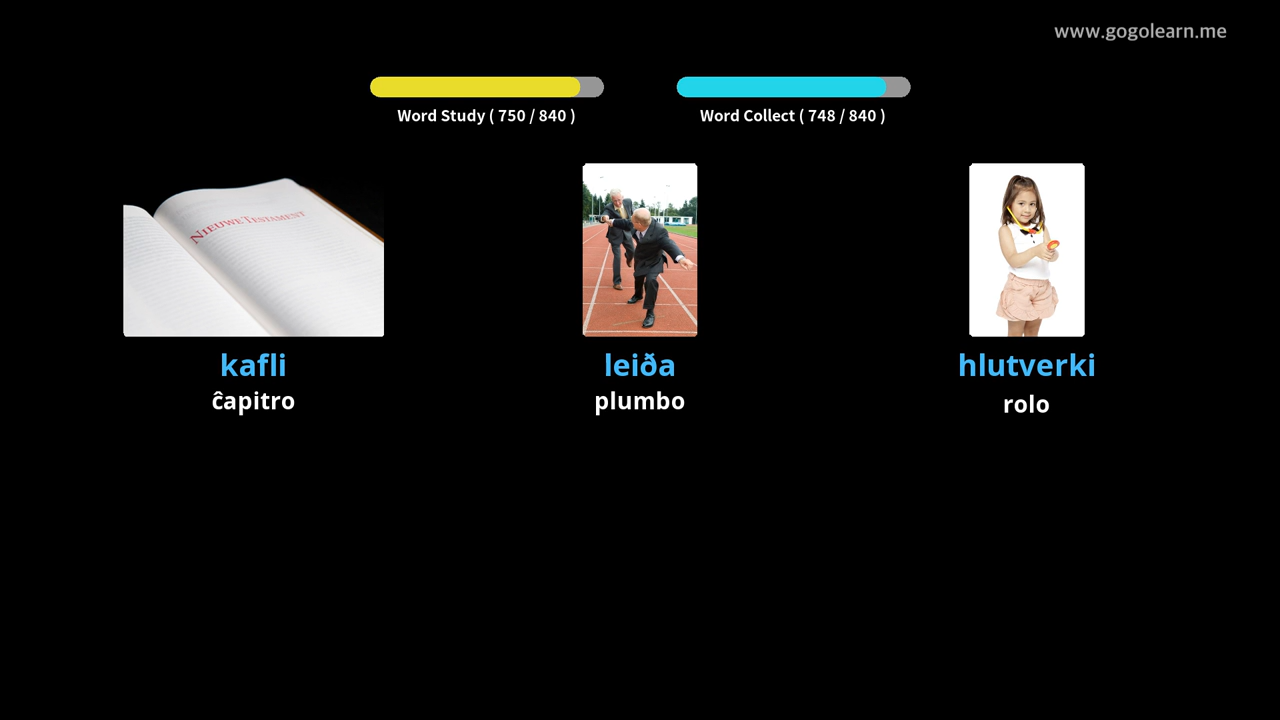 www.gogolearn.me
Word Study ( 750 / 840 )
Word Collect ( 748 / 840 )
NIEUWE TESTAMENT
kafli
leiða
hlutverki
ĉapitro
plumbo
rolo